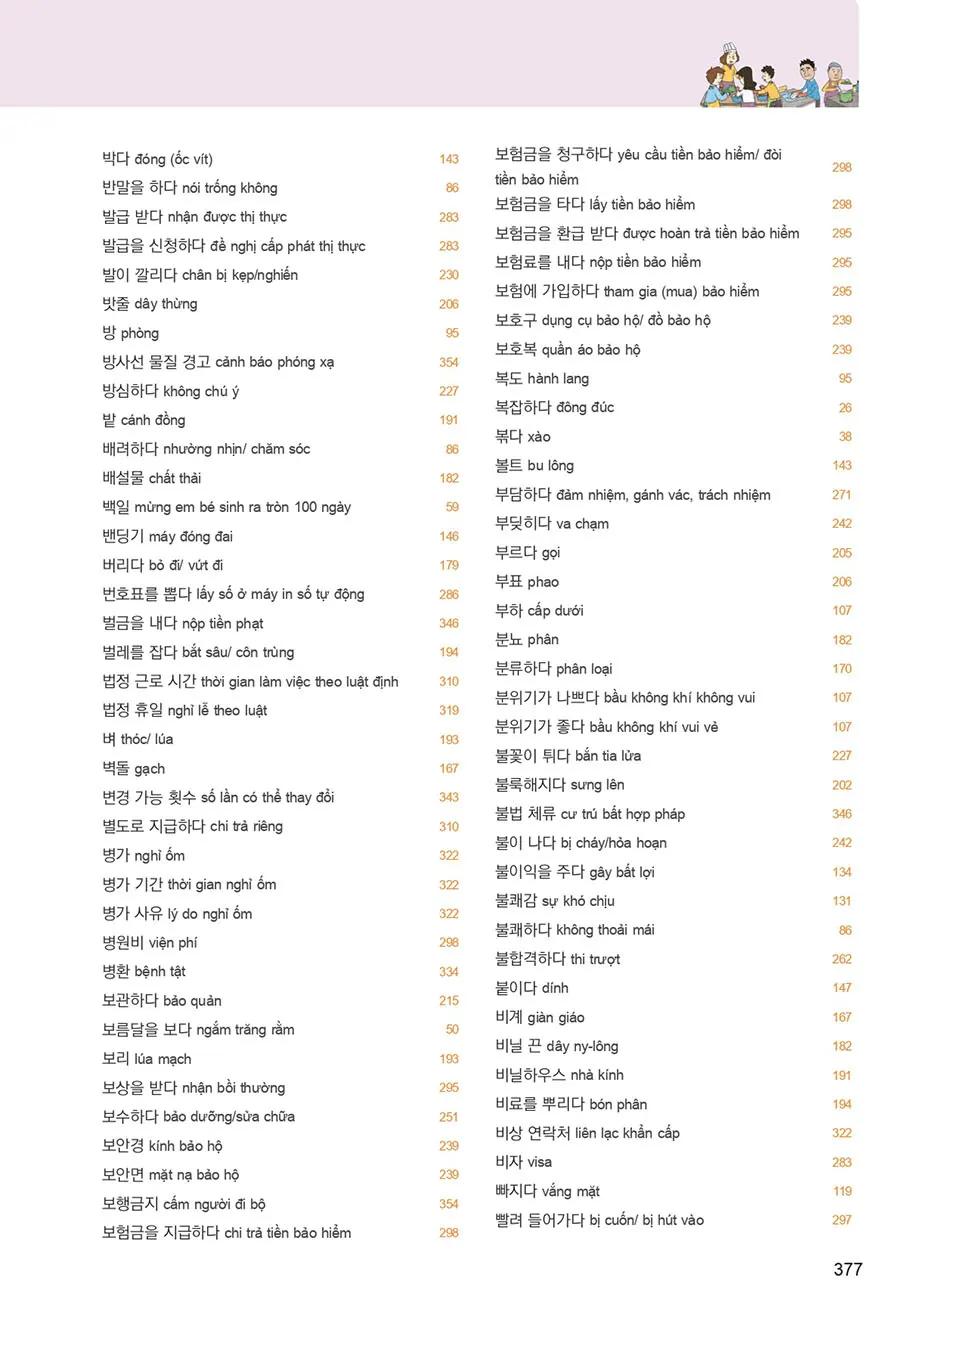 박다 đóng (ốc vít) 143
반말을 하다 nói trống không 86
발급 받다 nhận được thị thực 283
발급을 신청하다 đề nghị cấp phát thị thực 283
발이 깔리다 chân bị kẹp/nghiến 230
밧줄 dây thừng 206
방 phòng 95
방사선 물질 경고 cảnh báo phóng xạ 354
방심하다 không chú ý 227
밭 cánh đồng 191
배려하다 nhường nhịn/ chăm sóc 86
배설물 chất thải 182
백일 mừng em bé sinh ra tròn 100 ngày 59
밴딩기 máy đóng đai 146
버리다 bỏ đi/ vứt đi 179
번호표를 뽑다 lấy số ở máy in số tự động 286
벌금을 내다 nộp tiền phạt 346
벌레를 잡다 bắt sâu/ côn trùng 194
법정 근로 시간 thời gian làm việc theo luật định 310
법정 휴일 nghỉ lễ theo luật 319
벼 thóc/ lúa 193
벽돌 gạch 167
변경 가능 횟수 số lần có thể thay đổi 343
별도로 지급하다 chi trả riêng 310
병가 nghỉ ốm 322
병가 기간 thời gian nghỉ ốm 322
병가 사유 lý do nghỉ ốm 322
병원비 viện phí 298
병환 bệnh tật 334
보관하다 bảo quản 215
보름달을 보다 ngắm trăng rằm 50
보리 lúa mạch 193
보상을 받다 nhận bồi thường 295
보수하다 bảo dưỡng/sửa chữa 251
보안경 kính bảo hộ 239
보안면 mặt nạ bảo hộ 239
보행금지 cấm người đi bộ 354
보험금을 지급하다 chi trả tiền bảo hiểm 298
보험금을 청구하다 yêu cầu tiền bảo hiểm/ đòi
tiền bảo hiểm 298
보험금을 타다 lấy tiền bảo hiểm 298
보험금을 환급 받다 được hoàn trả tiền bảo hiểm 295
보험료를 내다 nộp tiền bảo hiểm 295
보험에 가입하다 tham gia (mua) bảo hiểm 295
보호구 dụng cụ bảo hộ/ đồ bảo hộ 239
보호복 quần áo bảo hộ 239
복도 hành lang 95
복잡하다 đông đúc 26
볶다 xào 38
볼트 bu lông 143
부담하다 đảm nhiệm, gánh vác, trách nhiệm 271
부딪히다 va chạm 242
부르다 gọi 205
부표 phao 206
부하 cấp dưới 107
분뇨 phân 182
분류하다 phân loại 170
분위기가 나쁘다 bầu không khí không vui 107
분위기가 좋다 bầu không khí vui vẻ 107
불꽃이 튀다 bắn tia lửa 227
불룩해지다 sưng lên 202
불법 체류 cư trú bất hợp pháp 346
불이 나다 bị cháy/hỏa hoạn 242
불이익을 주다 gây bất lợi 134
불쾌감 sự khó chịu 131
불쾌하다 không thoải mái 86
불합격하다 thi trượt 262
붙이다 dính 147
비계 giàn giáo 167
비닐 끈 dây ny-lông 182
비닐하우스 nhà kính 191
비료를 뿌리다 bón phân 194
비상 연락처 liên lạc khẩn cấp 322
비자 visa 283
빠지다 vắng mặt 119
빨려 들어가다 bị cuốn/ bị hút vào 297
377